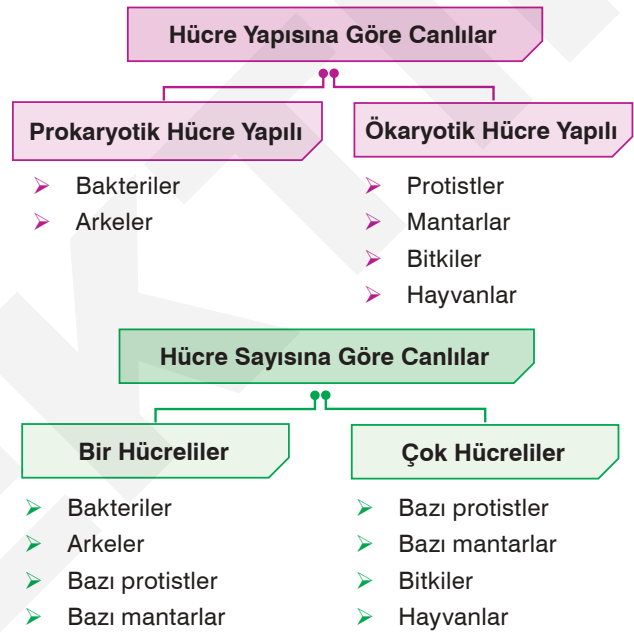 Hücre Yapısına Göre Canlılar
Prokaryotik Hücre Yapılı
Bakteriler
Arkeler
Ökaryotik Hücre Yapılı
Protistler
Mantarlar
Bitkiler
Hayvanlar
Hücre Sayısına Göre Canlılar
Bir Hücreliler
Bakteriler
Arkeler
Bazı protistler
Bazı mantarlar
Çok Hücreliler
Bazı protistler
Bazı mantarlar
Bitkiler
Hayvanlar